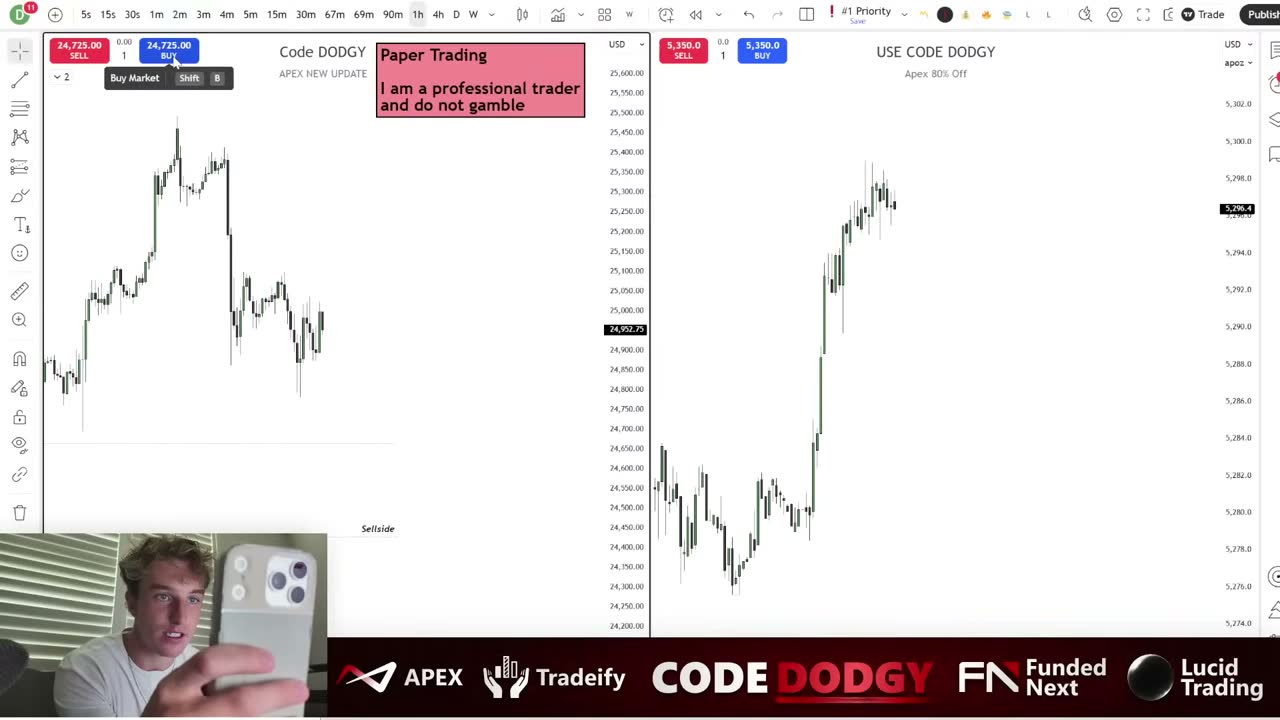 D 11 5s 15s 30s 1m 2m 3m 4m 5m 15m 30m 67m 69m 90m 1h 4h D W W #1 Priority Save Trade Publish
24,725.00 SELL 0.00 1 24,725.00 BUY
2
Buy Market Shift B
Code DODGY
APEX NEW UPDATE
Paper Trading
I am a professional trader
and do not gamble
USD
25,600.00
25,550.00
25,500.00
25,450.00
25,400.00
25,350.00
25,300.00
25,250.00
25,200.00
25,150.00
25,100.00
25,050.00
25,000.00
24,952.75
24,900.00
24,850.00
24,800.00
24,750.00
24,700.00
24,650.00
24,600.00
24,550.00
24,500.00
24,450.00
24,400.00
24,350.00
24,300.00
24,250.00
24,200.00
Sellside
5,350.0 SELL 0.0 1 5,350.0 BUY
USE CODE DODGY
Apex 80% Off
USD
apoz
5,302.0
5,300.0
5,298.0
5,296.4
5,294.0
5,292.0
5,290.0
5,288.0
5,286.0
5,284.0
5,282.0
5,280.0
5,278.0
5,276.0
5,274.0
APEX
Tradeify
CODE DODGY
FN Funded
Next
Lucid
Trading